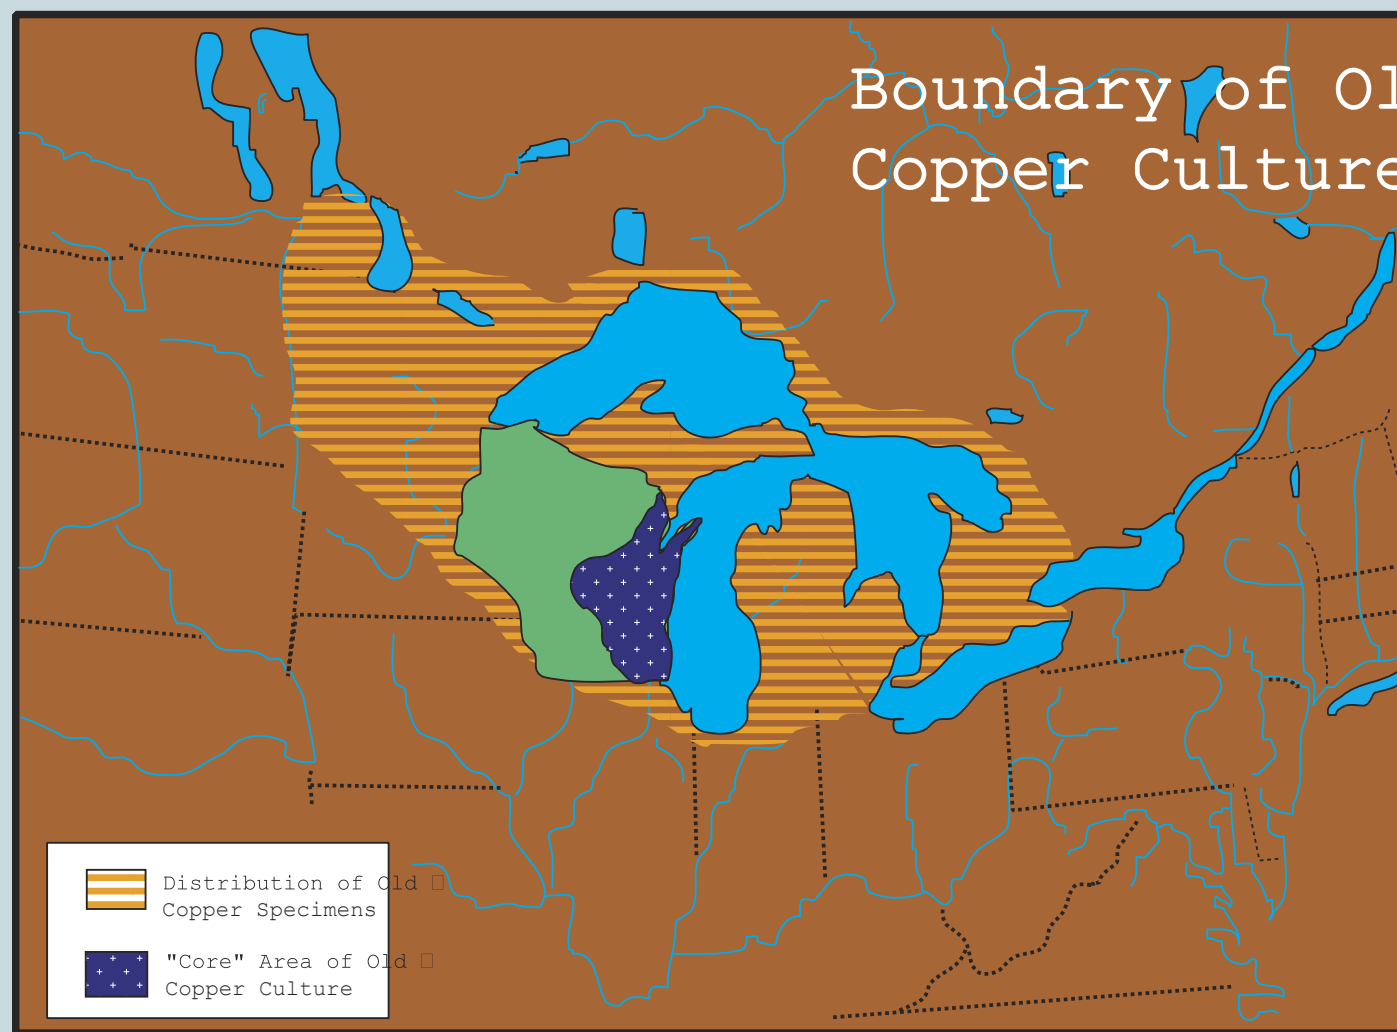 Boundary of Ol
Copper Culture
Distribution of Old □
Copper Specimens
"Core" Area of Old □
Copper Culture